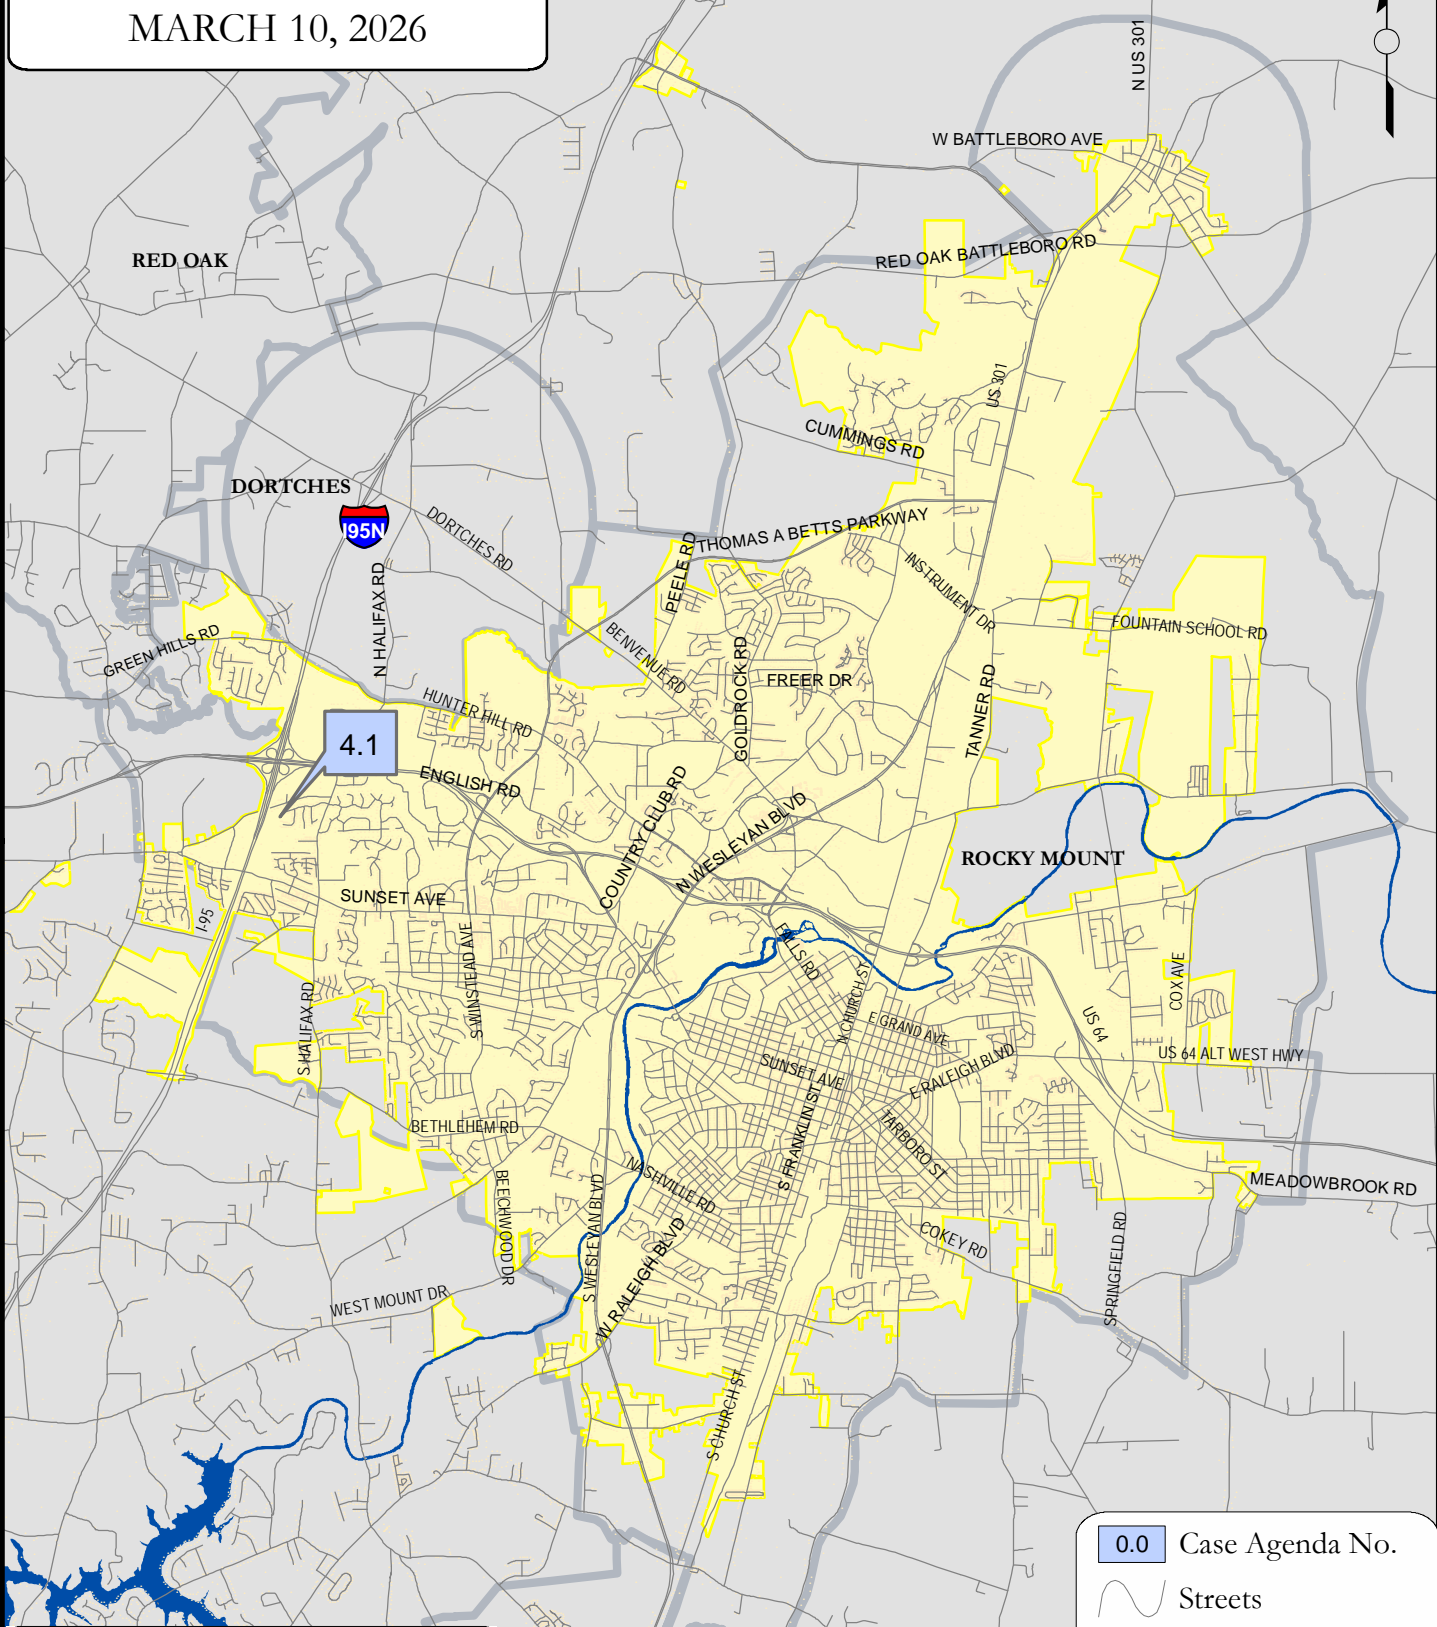 MARCH 10, 2026
N US 301
W BATTLEBORO AVE
RED OAK
RED OAK BATTLEBORO RD
US 301
CUMMINGS RD
DORTCHES
I95N
DORTCHES RD
THOMAS A BETTS PARKWAY
PEELE RD
INSTRUMENT DR
N HALIFAX RD
GREEN HILLS RD
BENVENUE RD
FOUNTAIN SCHOOL RD
GOLDROCK RD
FREER DR
TANNER RD
HUNTER HILL RD
4.1
ENGLISH RD
COUNTRY CLUB RD
N WESLEYAN BLVD
ROCKY MOUNT
SUNSET AVE
I-95
S WINSTEAD AVE
FALLS RD
N CHURCH ST
COX AVE
S HALIFAX RD
E GRAND AVE
US 64
US 64 ALT WEST HWY
SUNSET AVE
E RALEIGH BLVD
S FRANKLIN ST
TARBORO ST
BETHLEHEM RD
NASHVILLE RD
BEECHWOOD DR
S WESLEYAN BLVD
MEADOWBROOK RD
W RALEIGH BLVD
COKEY RD
SPRINGFIELD RD
WEST MOUNT DR
S CHURCH ST
0.0 Case Agenda No.
Streets